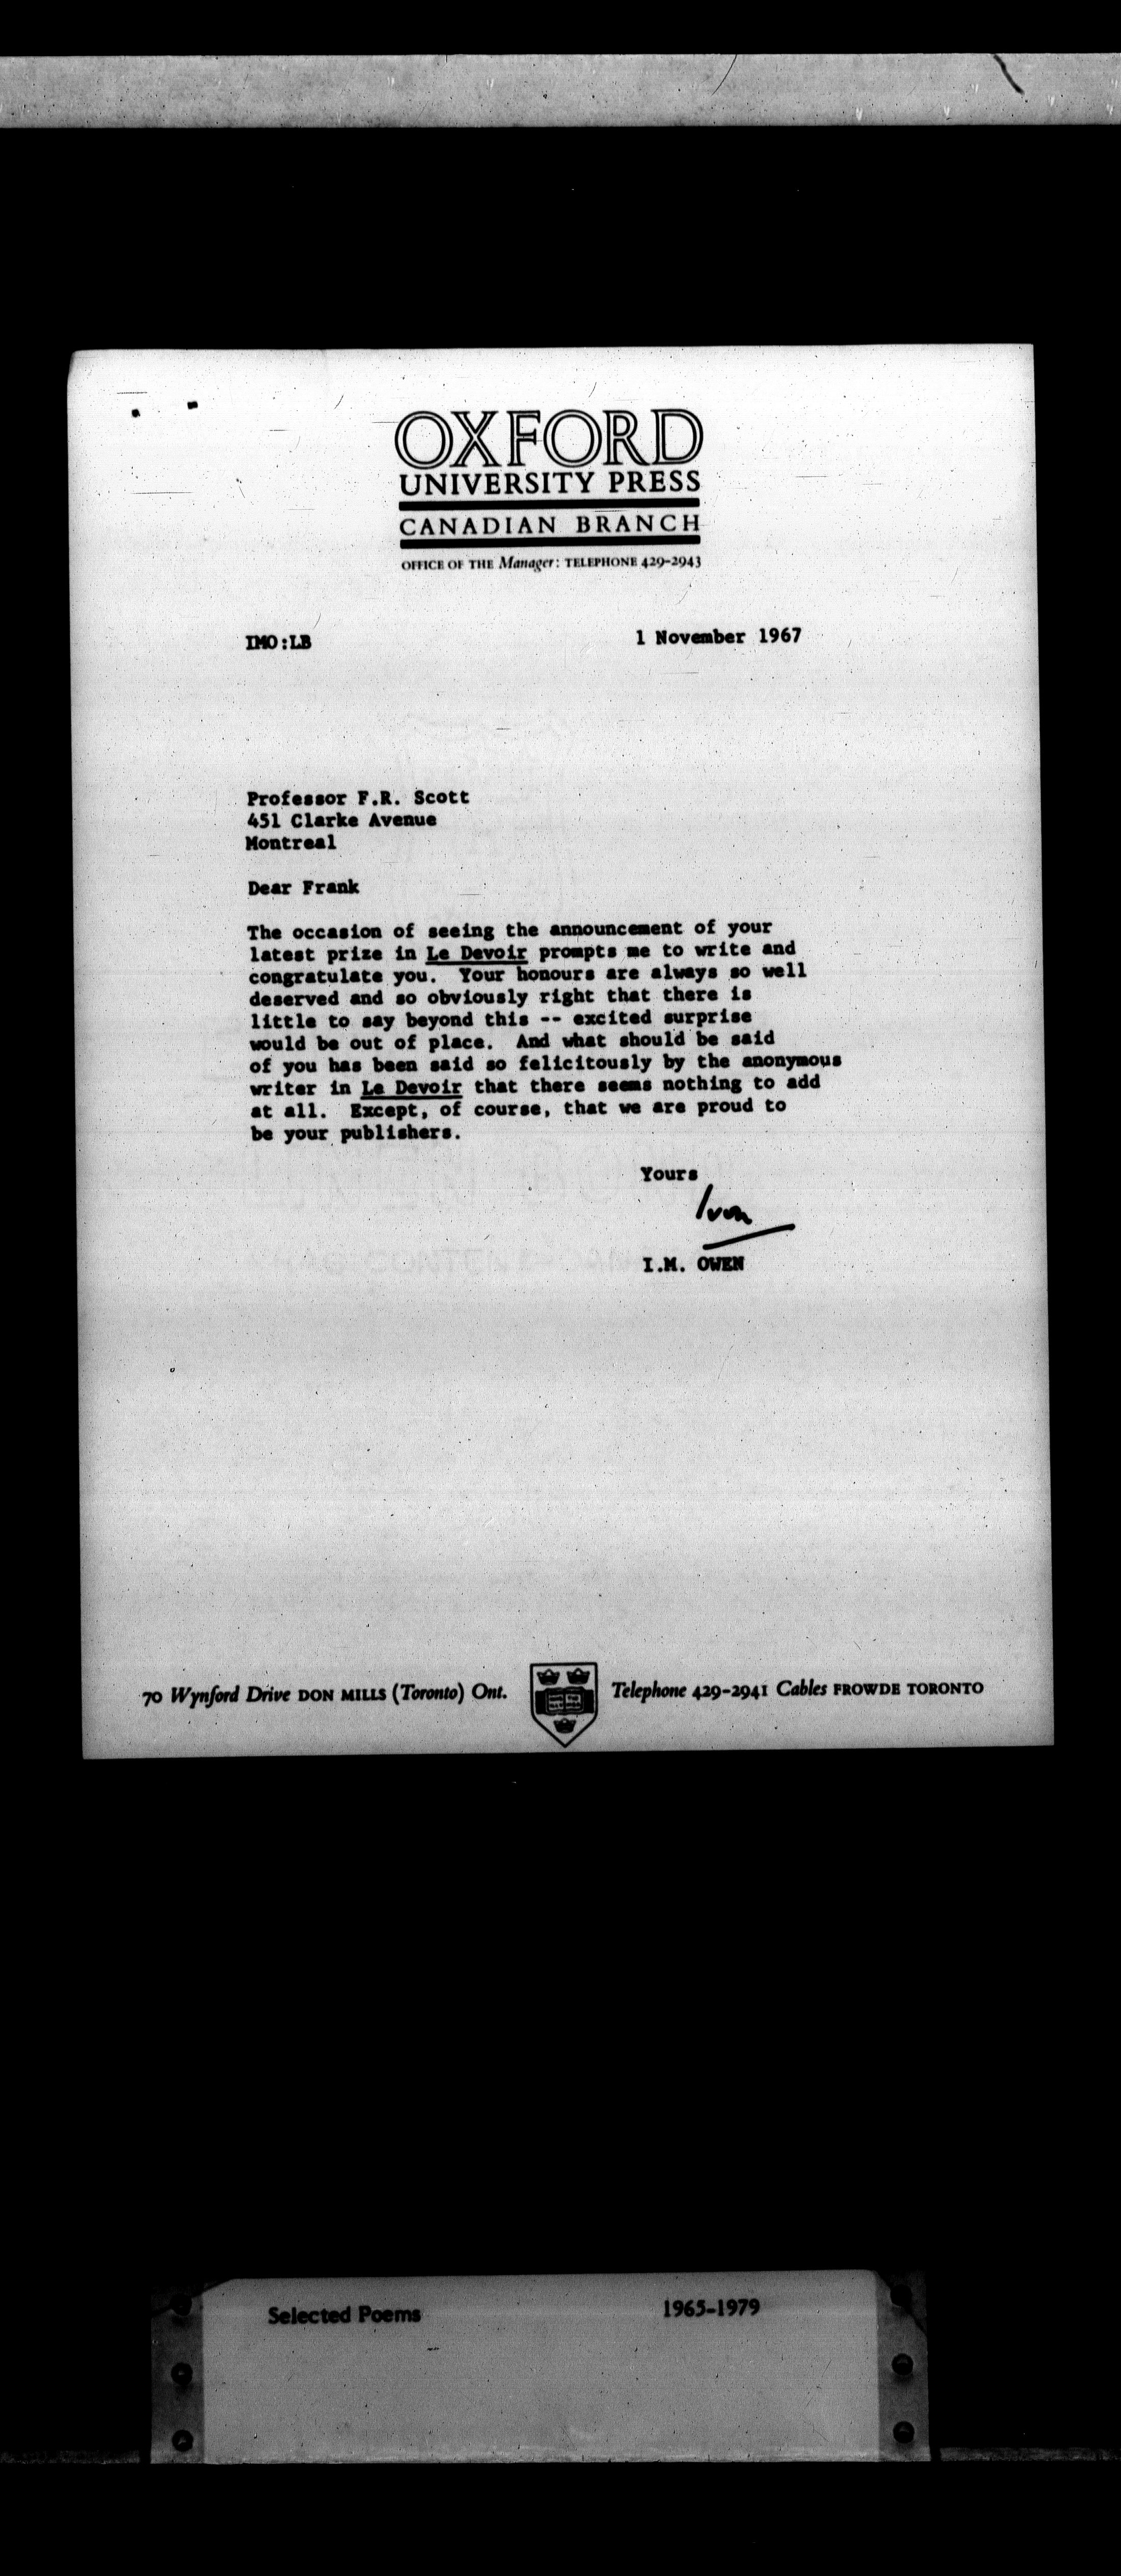 OXFORD
UNIVERSITY PRESS
CANADIAN BRANCH
OFFICE OF THE Manager: TELEPHONE 429-2943
IMO:LB
1 November 1967
Professor F.R. Scott
451 Clarke Avenue
Montreal
Dear Frank
The occasion of seeing the announcement of your
latest prize in Le Devoir prompts me to write and
congratulate you. Your honours are always so well
deserved and so obviously right that there is
little to say beyond this -- excited surprise
would be out of place. And what should be said
of you has been said so felicitously by the anonymous
writer in Le Devoir that there seems nothing to add
at all. Except, of course, that we are proud to
be your publishers.
Yours
I.M. OWEN
70 Wynford Drive DON MILLS (Toronto) Ont.
Telephone 429-2941 Cables FROWDE TORONTO
Selected Poems
1965-1979